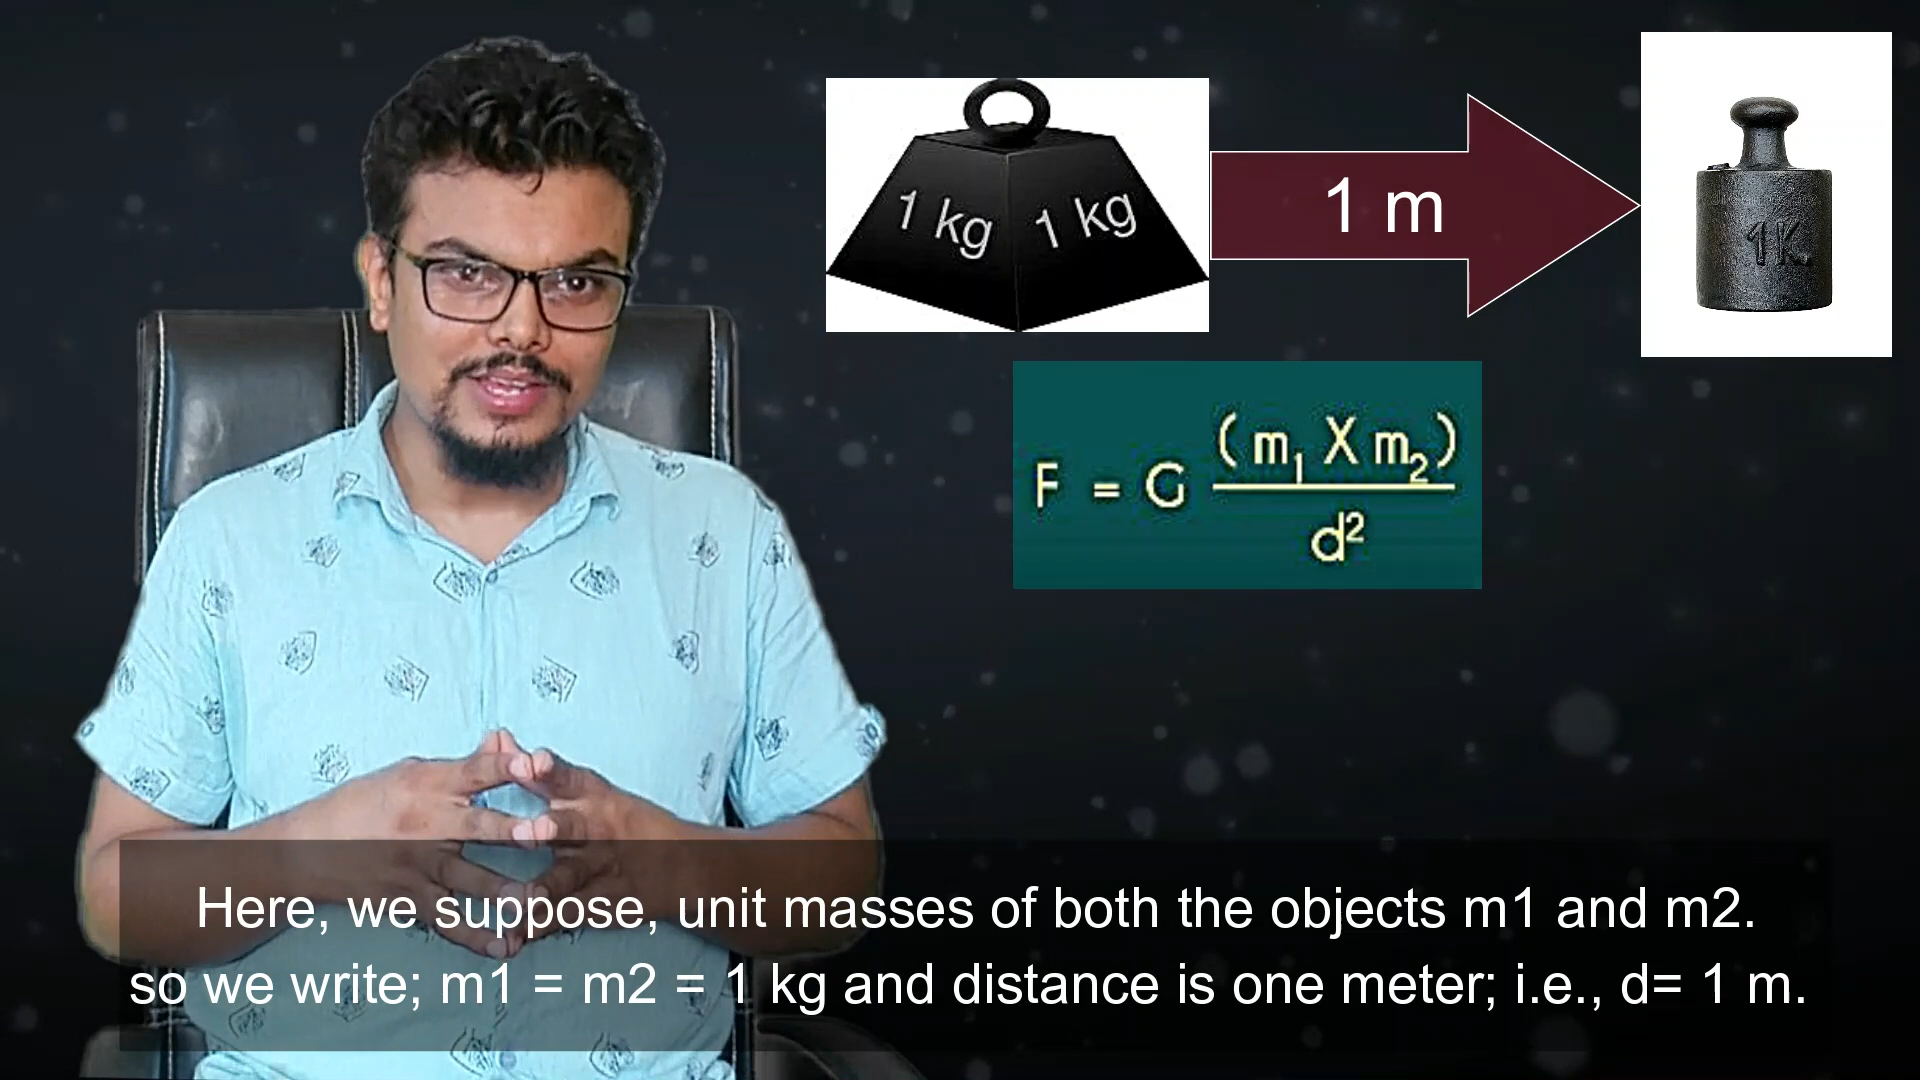 1 kg 1 kg
1 m
1K.
F = G (m₁ X m₂) / d²
Here, we suppose, unit masses of both the objects m1 and m2.
so we write; m1 = m2 = 1 kg and distance is one meter; i.e., d= 1 m.